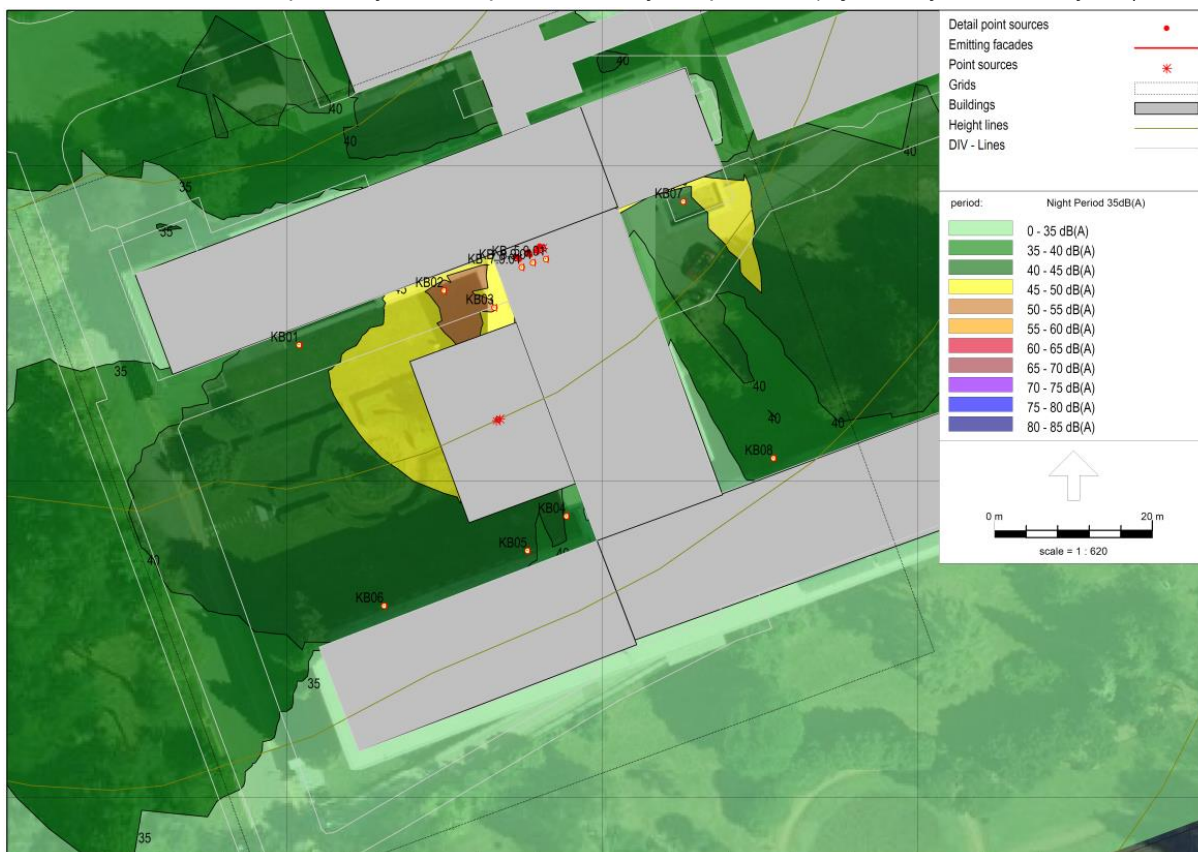 Detail point sources
Emitting facades
Point sources
Grids
Buildings
Height lines
DIV - Lines
period: Night Period 35dB(A)
0 - 35 dB(A)
35 - 40 dB(A)
40 - 45 dB(A)
45 - 50 dB(A)
50 - 55 dB(A)
55 - 60 dB(A)
60 - 65 dB(A)
65 - 70 dB(A)
70 - 75 dB(A)
75 - 80 dB(A)
80 - 85 dB(A)
0 m 20 m
scale = 1 : 620
40
40
40
40
35
KB07
35
KB02
KB03
KB01
35
40
40
40
KB08
KB04
KB05
40
40
KB06
35
35